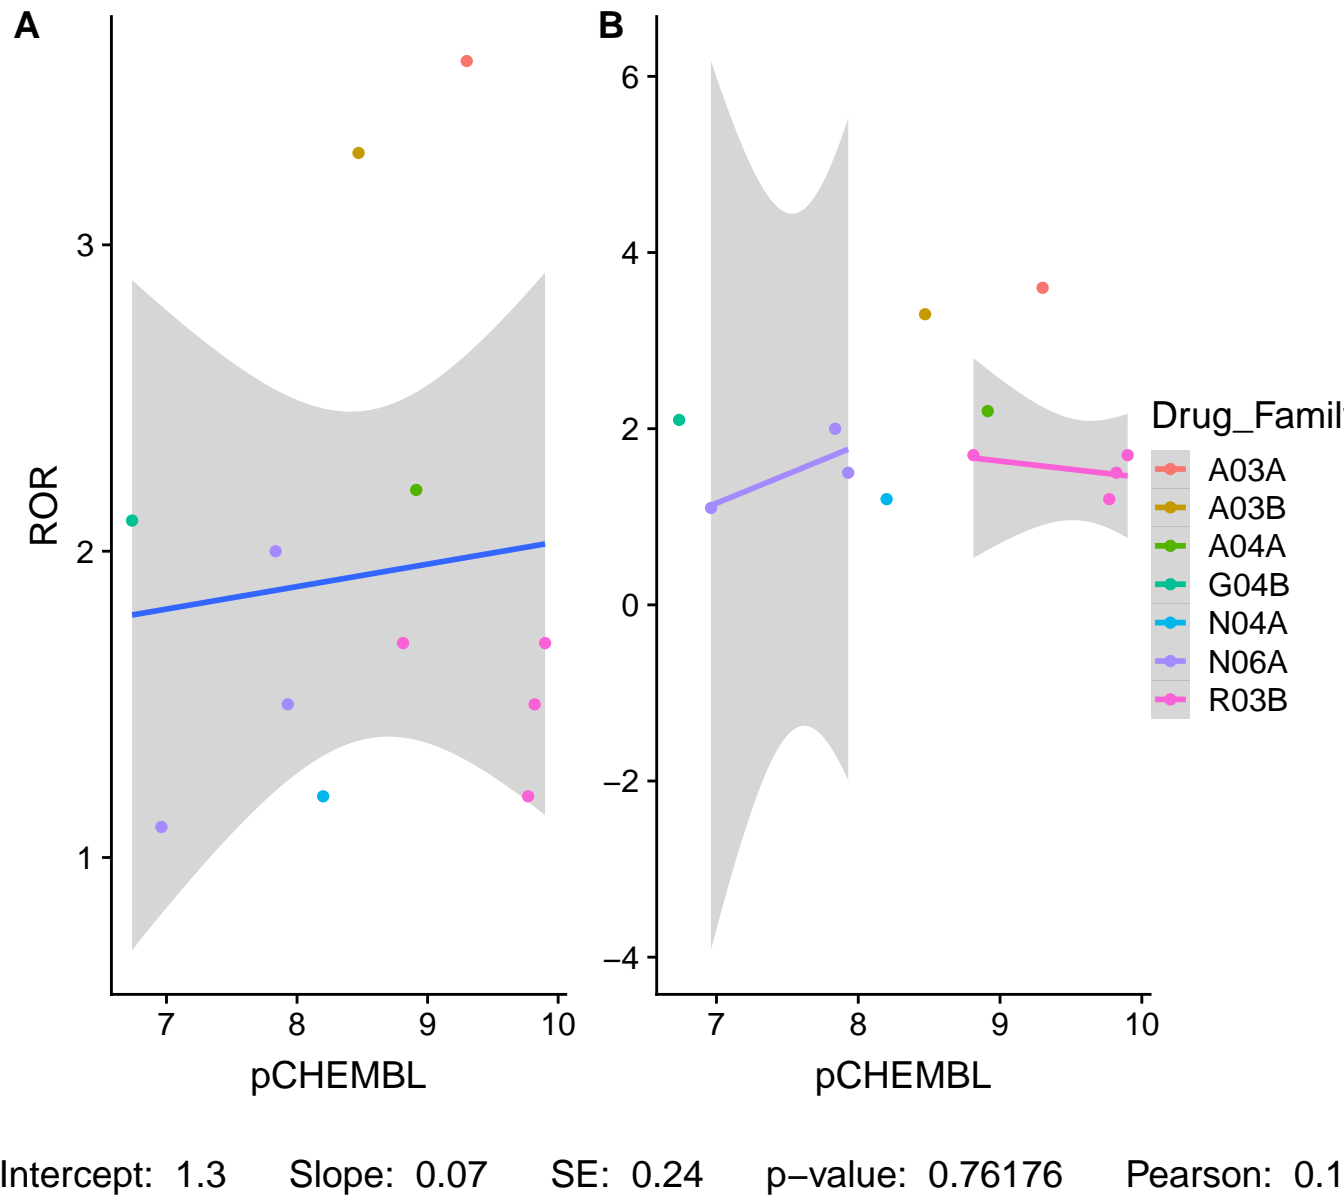 A
B
ROR
3
2
1
7
8
9
10
pCHEMBL
6
4
2
0
−2
−4
7
8
9
10
pCHEMBL
Drug_Famil
A03A
A03B
A04A
G04B
N04A
N06A
R03B
Intercept: 1.3 Slope: 0.07 SE: 0.24 p−value: 0.76176 Pearson: 0.1